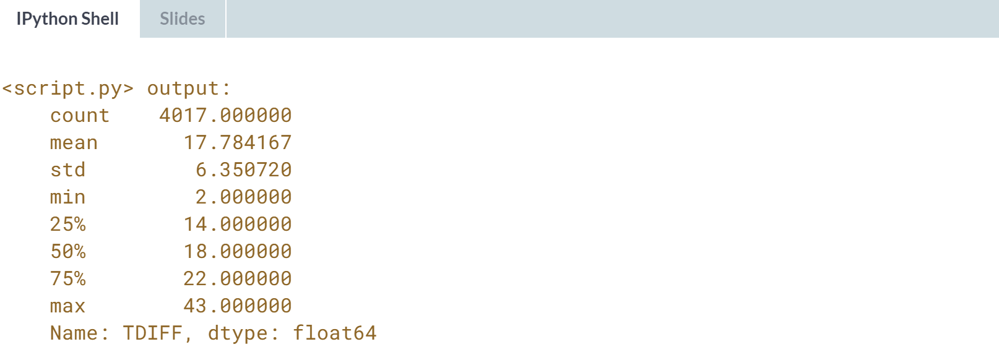 IPython Shell Slides
<script.py> output:
count 4017.000000
mean 17.784167
std 6.350720
min 2.000000
25% 14.000000
50% 18.000000
75% 22.000000
max 43.000000
Name: TDIFF, dtype: float64